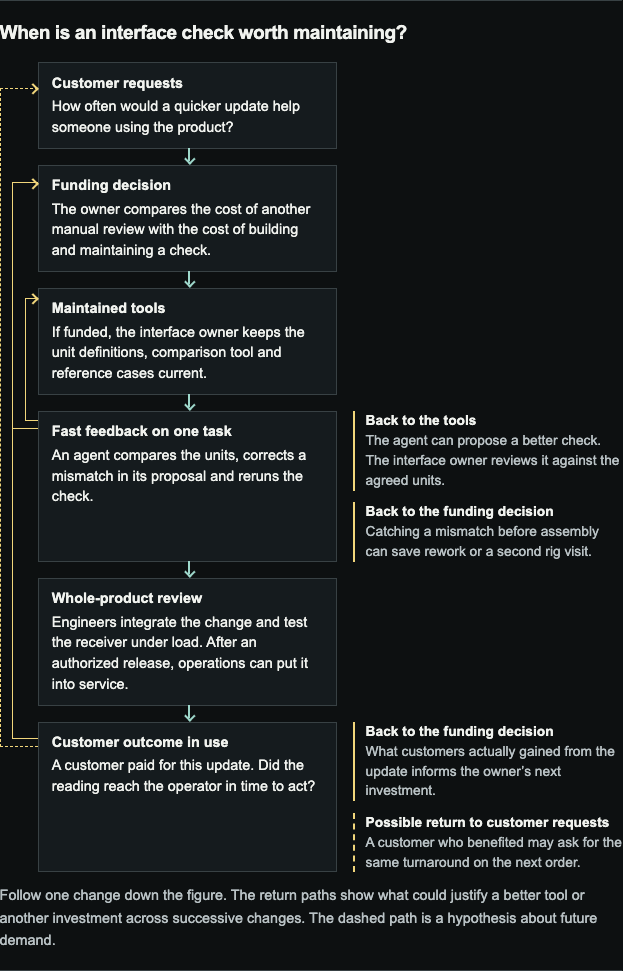 When is an interface check worth maintaining?
Customer requests
How often would a quicker update help
someone using the product?
Funding decision
The owner compares the cost of another
manual review with the cost of building
and maintaining a check.
Maintained tools
If funded, the interface owner keeps the
unit definitions, comparison tool and
reference cases current.
Fast feedback on one task
An agent compares the units, corrects a
mismatch in its proposal and reruns the
check.
Back to the tools
The agent can propose a better check.
The interface owner reviews it against the
agreed units.
Back to the funding decision
Catching a mismatch before assembly
can save rework or a second rig visit.
Whole-product review
Engineers integrate the change and test
the receiver under load. After an
authorized release, operations can put it
into service.
Customer outcome in use
A customer paid for this update. Did the
reading reach the operator in time to act?
Back to the funding decision
What customers actually gained from the
update informs the owner’s next
investment.
Possible return to customer requests
A customer who benefited may ask for the
same turnaround on the next order.
Follow one change down the figure. The return paths show what could justify a better tool or
another investment across successive changes. The dashed path is a hypothesis about future
demand.